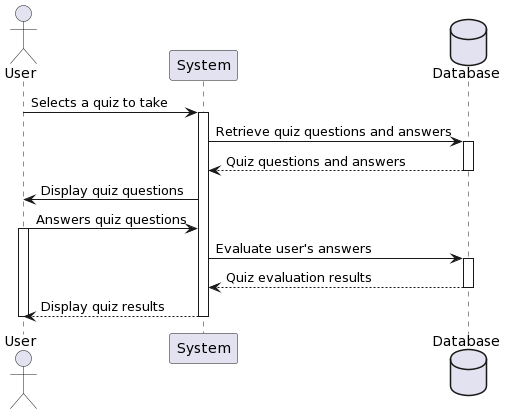 User
System
Database
Selects a quiz to take
Retrieve quiz questions and answers
Quiz questions and answers
Display quiz questions
Answers quiz questions
Evaluate user's answers
Quiz evaluation results
Display quiz results
User
System
Database